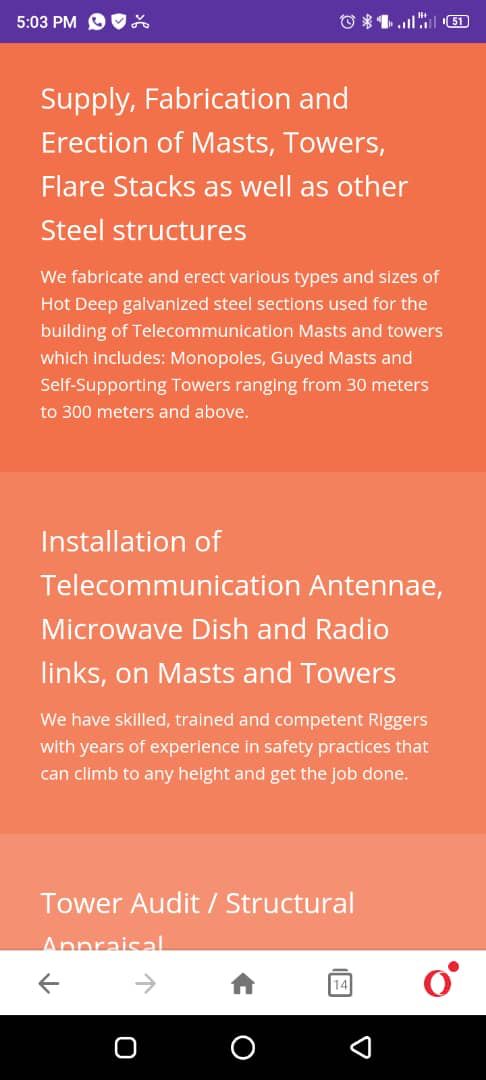 5:03 PM
51
Supply, Fabrication and
Erection of Masts, Towers,
Flare Stacks as well as other
Steel structures
We fabricate and erect various types and sizes of
Hot Deep galvanized steel sections used for the
building of Telecommunication Masts and towers
which includes: Monopoles, Guyed Masts and
Self-Supporting Towers ranging from 30 meters
to 300 meters and above.
Installation of
Telecommunication Antennae,
Microwave Dish and Radio
links, on Masts and Towers
We have skilled, trained and competent Riggers
with years of experience in safety practices that
can climb to any height and get the job done.
Tower Audit / Structural
Appraisal
14